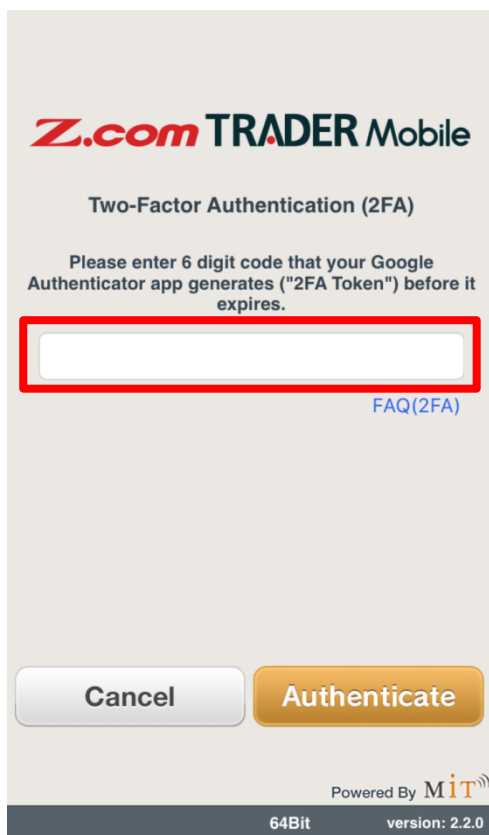 Z.com TRADER Mobile
Two-Factor Authentication (2FA)
Please enter 6 digit code that your Google
Authenticator app generates ("2FA Token") before it
expires.
FAQ(2FA)
Cancel
Authenticate
Powered By MiT
64Bit version: 2.2.0